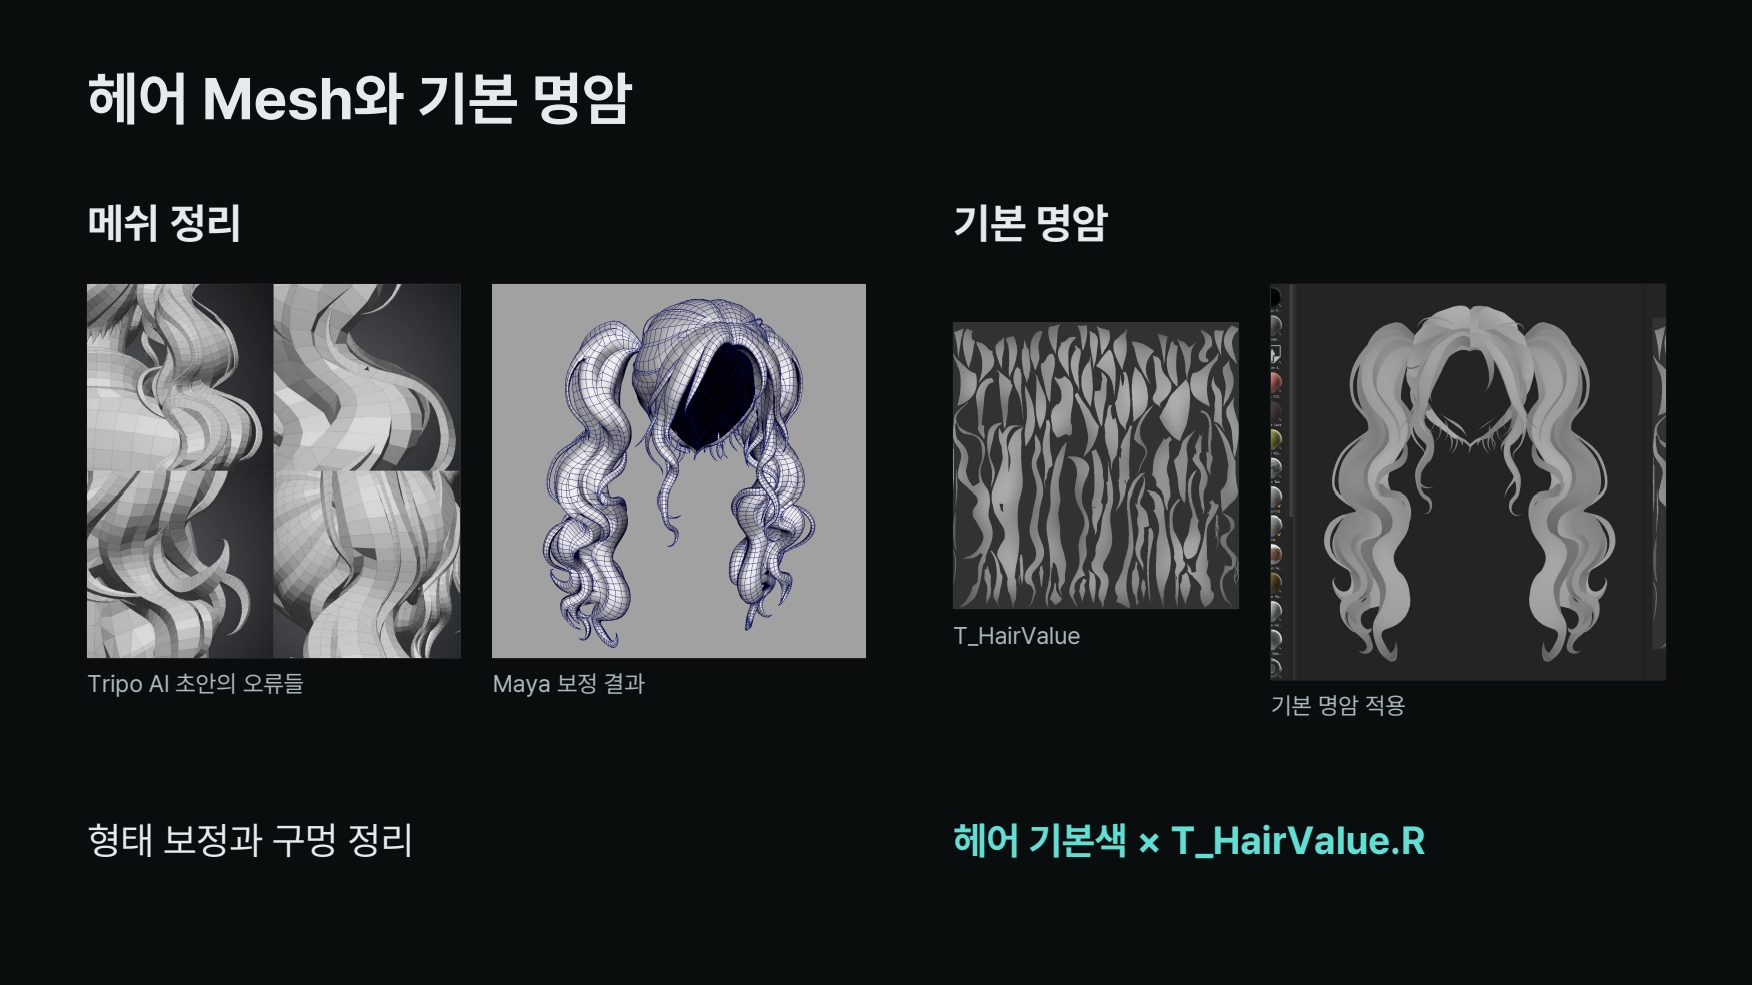 헤어 Mesh와 기본 명암
메쉬 정리
기본 명암
Tripo AI 초안의 오류들
Maya 보정 결과
T_HairValue
기본 명암 적용
형태 보정과 구멍 정리
헤어 기본색 × T_HairValue.R